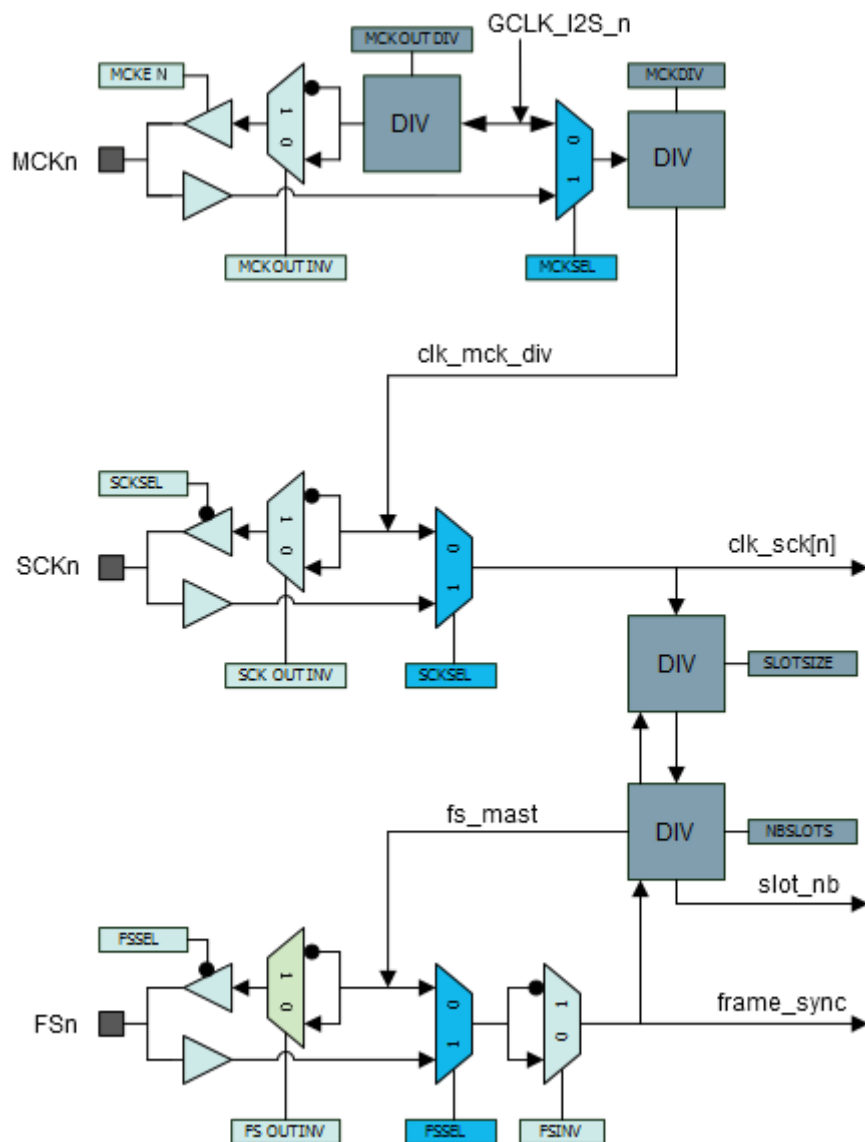 GCLK_I2S_n
MCKOUTDIV
MCKE N
MCKDIV
1 0
DIV
0 1
DIV
MCKn
MCKOUTINV
MCKSEL
clk_mck_div
SCKSEL
1 0
0 1
clk_sck[n]
SCKn
DIV
SLOTSIZE
SCK OUTINV
SCKSEL
fs_mast
DIV
NBSLOTS
slot_nb
FSSEL
1 0
0 1
1 0
frame_sync
FSn
FS OUTINV
FSSEL
FSINV